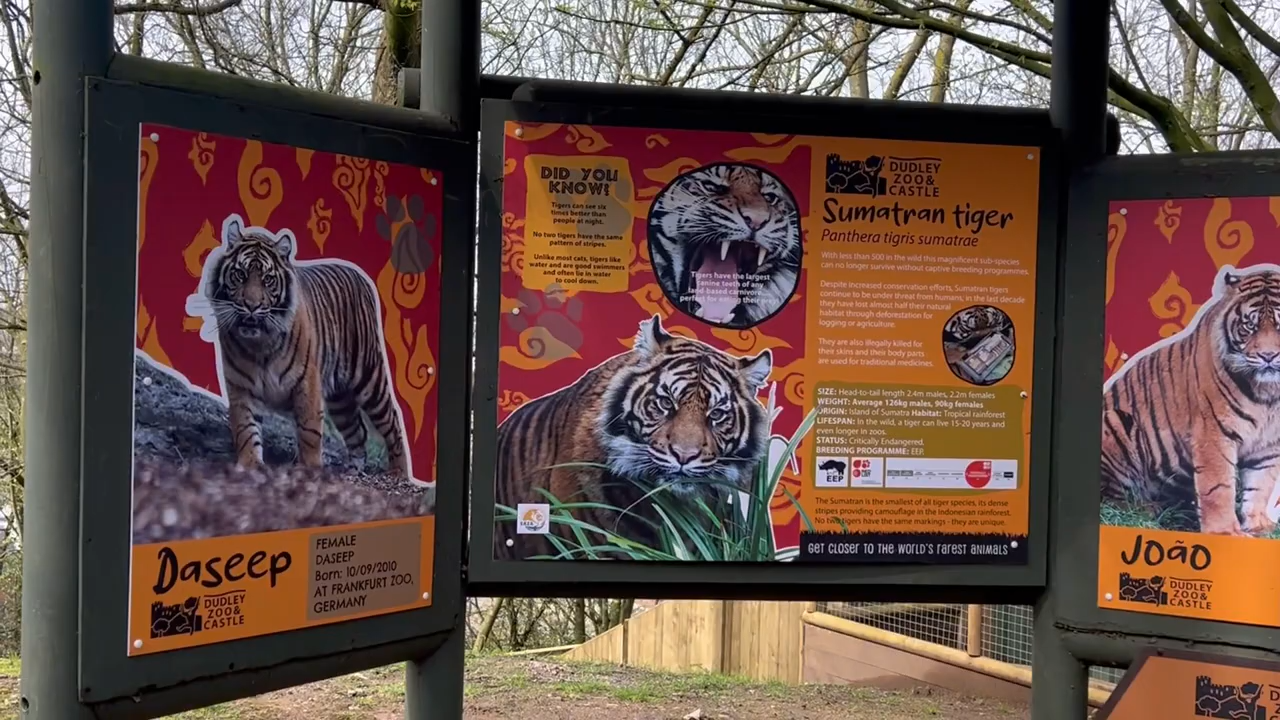 Daseep
DUDLEY
ZOO &
CASTLE
FEMALE
DASEEP
Born: 10/09/2010
AT FRANKFURT ZOO,
GERMANY
DID YOU
KNOW?
Tigers can see six
times better than
people at night.
No two tigers have the same
pattern of stripes.
Unlike most cats, tigers like
water and are good swimmers
and often lie in water
to cool down.
Tigers have the largest
canine teeth of any
land-based carnivore,
perfect for eating their prey!
DUDLEY
ZOO &
CASTLE
Sumatran tiger
Panthera tigris sumatrae
With less than 500 in the wild this magnificent sub-species
can no longer survive without captive breeding programmes.
Despite increased conservation efforts, Sumatran tigers
continue to be under threat from humans; in the last decade
they have lost almost half their natural
habitat through deforestation for
logging or agriculture.
They are also illegally killed for
their skins and their body parts
are used for traditional medicines.
SIZE: Head-to-tail length 2.4m males, 2.2m females
WEIGHT: Average 126kg males, 90kg females
ORIGIN: Island of Sumatra Habitat: Tropical rainforest
LIFESPAN: In the wild, a tiger can live 15-20 years and
even longer in zoos.
STATUS: Critically Endangered.
BREEDING PROGRAMME: EEP
EEP
The Sumatran is the smallest of all tiger species, its dense
stripes providing camouflage in the Indonesian rainforest.
No two tigers have the same markings - they are unique.
GET CLOSER TO THE WORLD'S RAREST ANIMALS
João
DUDLEY
ZOO &
CASTLE